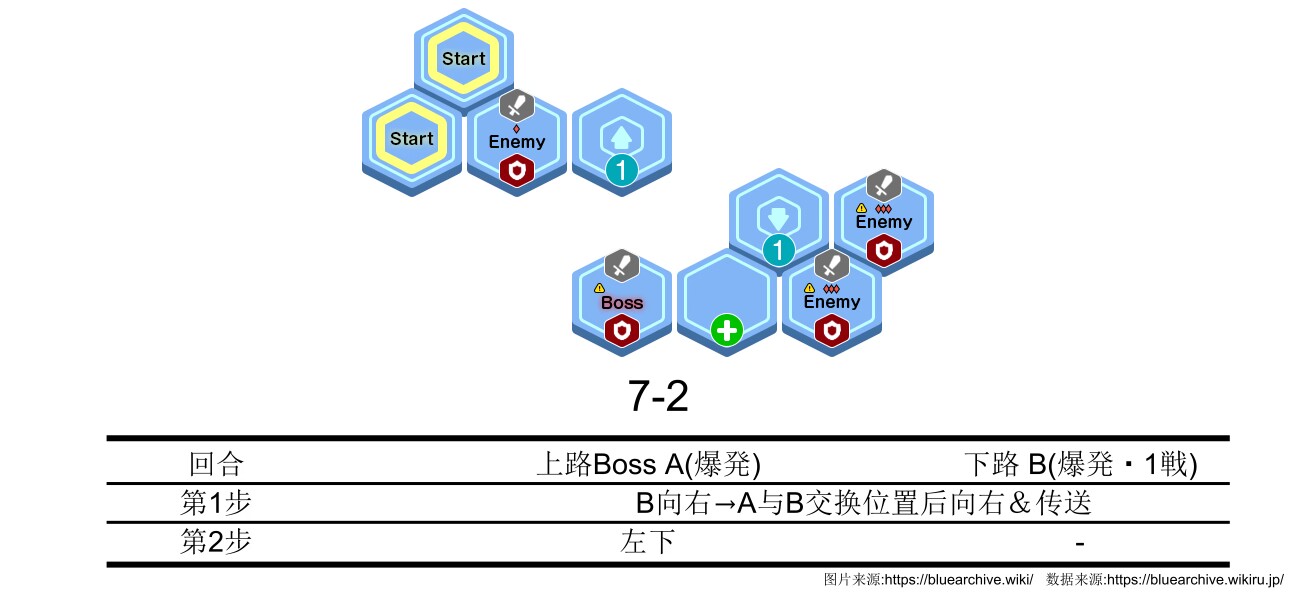 Start
Start
Enemy
1
1
Enemy
Boss
Enemy
7-2
回合 上路Boss A(爆発) 下路 B(爆発・1戦)
第1步 B向右→A与B交换位置后向右＆传送
第2步 左下 -
图片来源:https://bluearchive.wiki/ 数据来源:https://bluearchive.wikiru.jp/